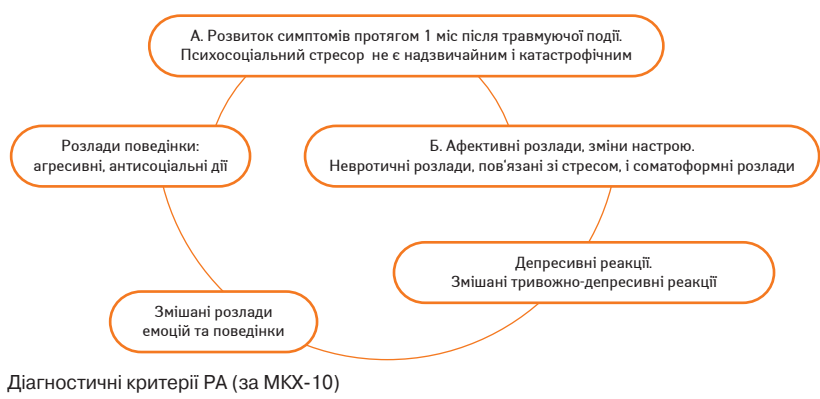 А. Розвиток симптомів протягом 1 міс після травмуючої події.
Психосоціальний стресор не є надзвичайним і катастрофічним
Розлади поведінки:
агресивні, антисоціальні дії
Б. Афективні розлади, зміни настрою.
Невротичні розлади, пов'язані зі стресом, і соматоформні розлади
Депресивні реакції.
Змішані тривожно-депресивні реакції
Змішані розлади
емоцій та поведінки
Діагностичні критерії РА (за МКХ-10)